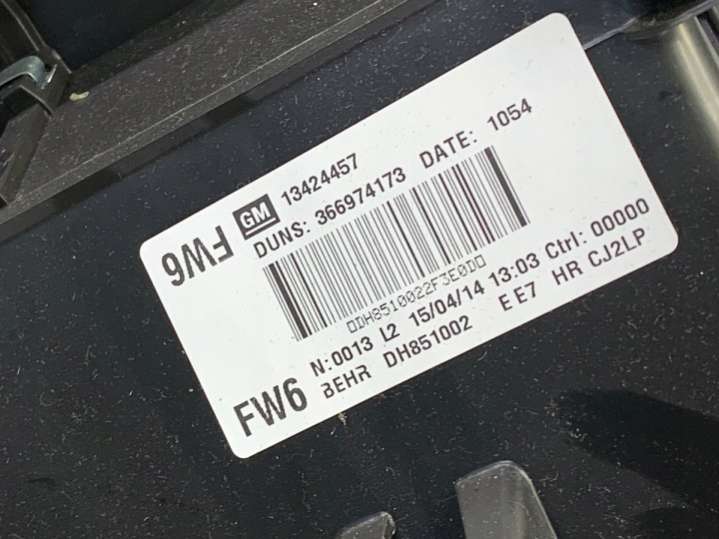 FW6
GM 13424457
DUNS: 366974173 DATE: 1054
DH8510022F3E0D
N:0013 L2 15/04/14 13:03 Ctrl: 00000
BEHR DH851002 E E7 HR CJ2LP
FW6